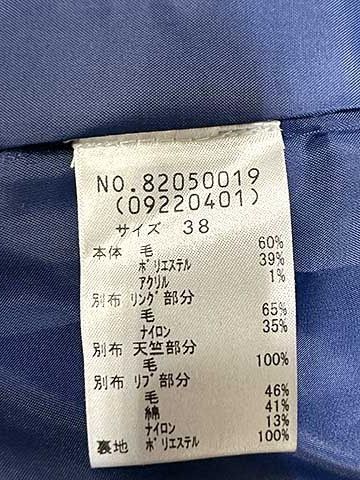 NO.82050019
(09220401)
サイズ 38
本体 毛 60%
ポリエステル 39%
アクリル 1%
別布 リング部分
毛 65%
ナイロン 35%
別布 天竺部分
毛 100%
別布 リブ部分
毛 46%
綿 41%
ナイロン 13%
裏地 ポリエステル 100%